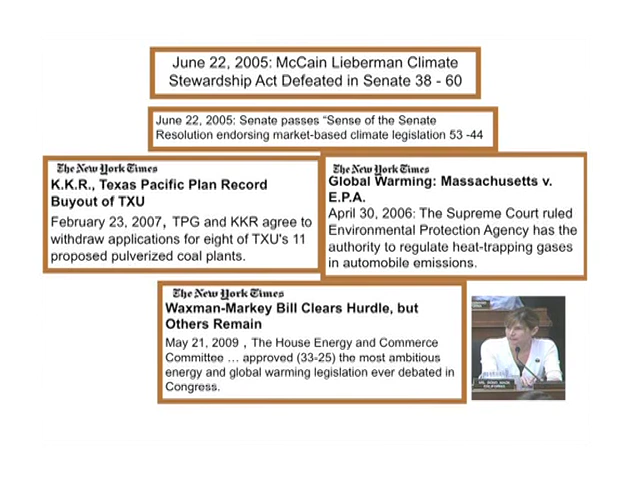 June 22, 2005: McCain Lieberman Climate
Stewardship Act Defeated in Senate 38 - 60
June 22, 2005: Senate passes “Sense of the Senate
Resolution endorsing market-based climate legislation 53 -44
The New York Times
K.K.R., Texas Pacific Plan Record
Buyout of TXU
February 23, 2007, TPG and KKR agree to
withdraw applications for eight of TXU's 11
proposed pulverized coal plants.
The New York Times
Global Warming: Massachusetts v.
E.P.A.
April 30, 2006: The Supreme Court ruled
Environmental Protection Agency has the
authority to regulate heat-trapping gases
in automobile emissions.
The New York Times
Waxman-Markey Bill Clears Hurdle, but
Others Remain
May 21, 2009 , The House Energy and Commerce
Committee … approved (33-25) the most ambitious
energy and global warming legislation ever debated in
Congress.